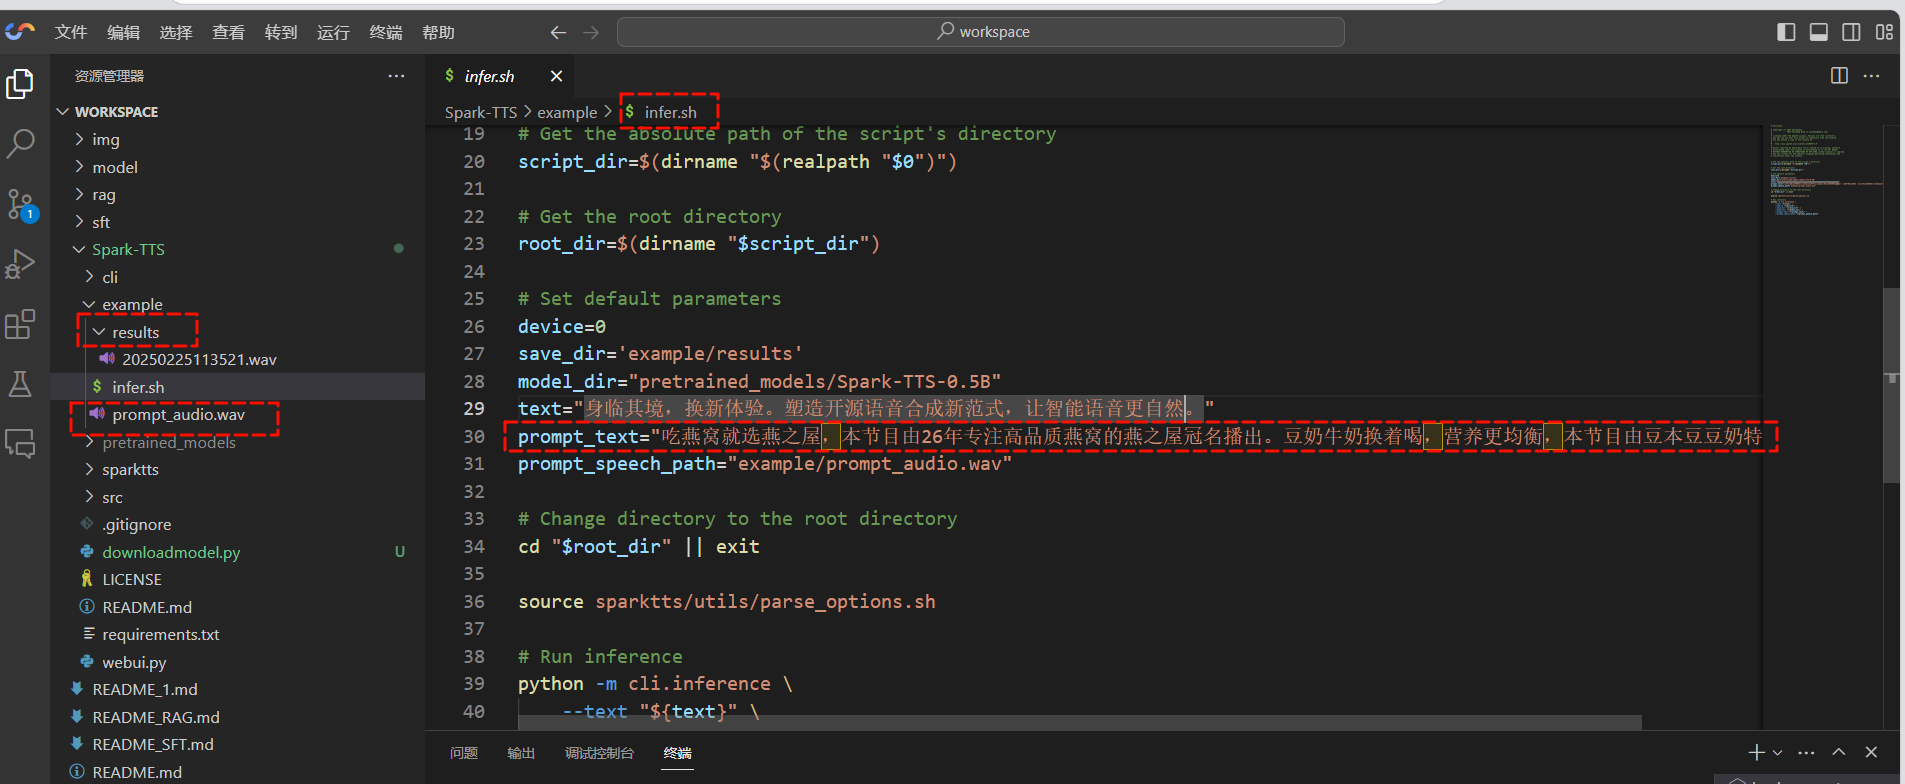 文件 编辑 选择 查看 转到 运行 终端 帮助 workspace
资源管理器
WORKSPACE
img
model
rag
sft
Spark-TTS
cli
example
results
20250225113521.wav
infer.sh
prompt_audio.wav
pretrained_models
sparktts
src
.gitignore
downloadmodel.py U
LICENSE
README.md
requirements.txt
webui.py
README_1.md
README_RAG.md
README_SFT.md
README.md
1
$ infer.sh
Spark-TTS > example > $ infer.sh
19 # Get the absolute path of the script's directory
20 script_dir=$(dirname "$(realpath "$0")")
21
22 # Get the root directory
23 root_dir=$(dirname "$script_dir")
24
25 # Set default parameters
26 device=0
27 save_dir='example/results'
28 model_dir="pretrained_models/Spark-TTS-0.5B"
29 text="身临其境，换新体验。塑造开源语音合成新范式，让智能语音更自然。"
30 prompt_text="吃燕窝就选燕之屋，本节目由26年专注高品质燕窝的燕之屋冠名播出。豆奶牛奶换着喝，营养更均衡，本节目由豆本豆豆奶特
31 prompt_speech_path="example/prompt_audio.wav"
32
33 # Change directory to the root directory
34 cd "$root_dir" || exit
35
36 source sparktts/utils/parse_options.sh
37
38 # Run inference
39 python -m cli.inference \
40 --text "${text}" \
问题 输出 调试控制台 终端